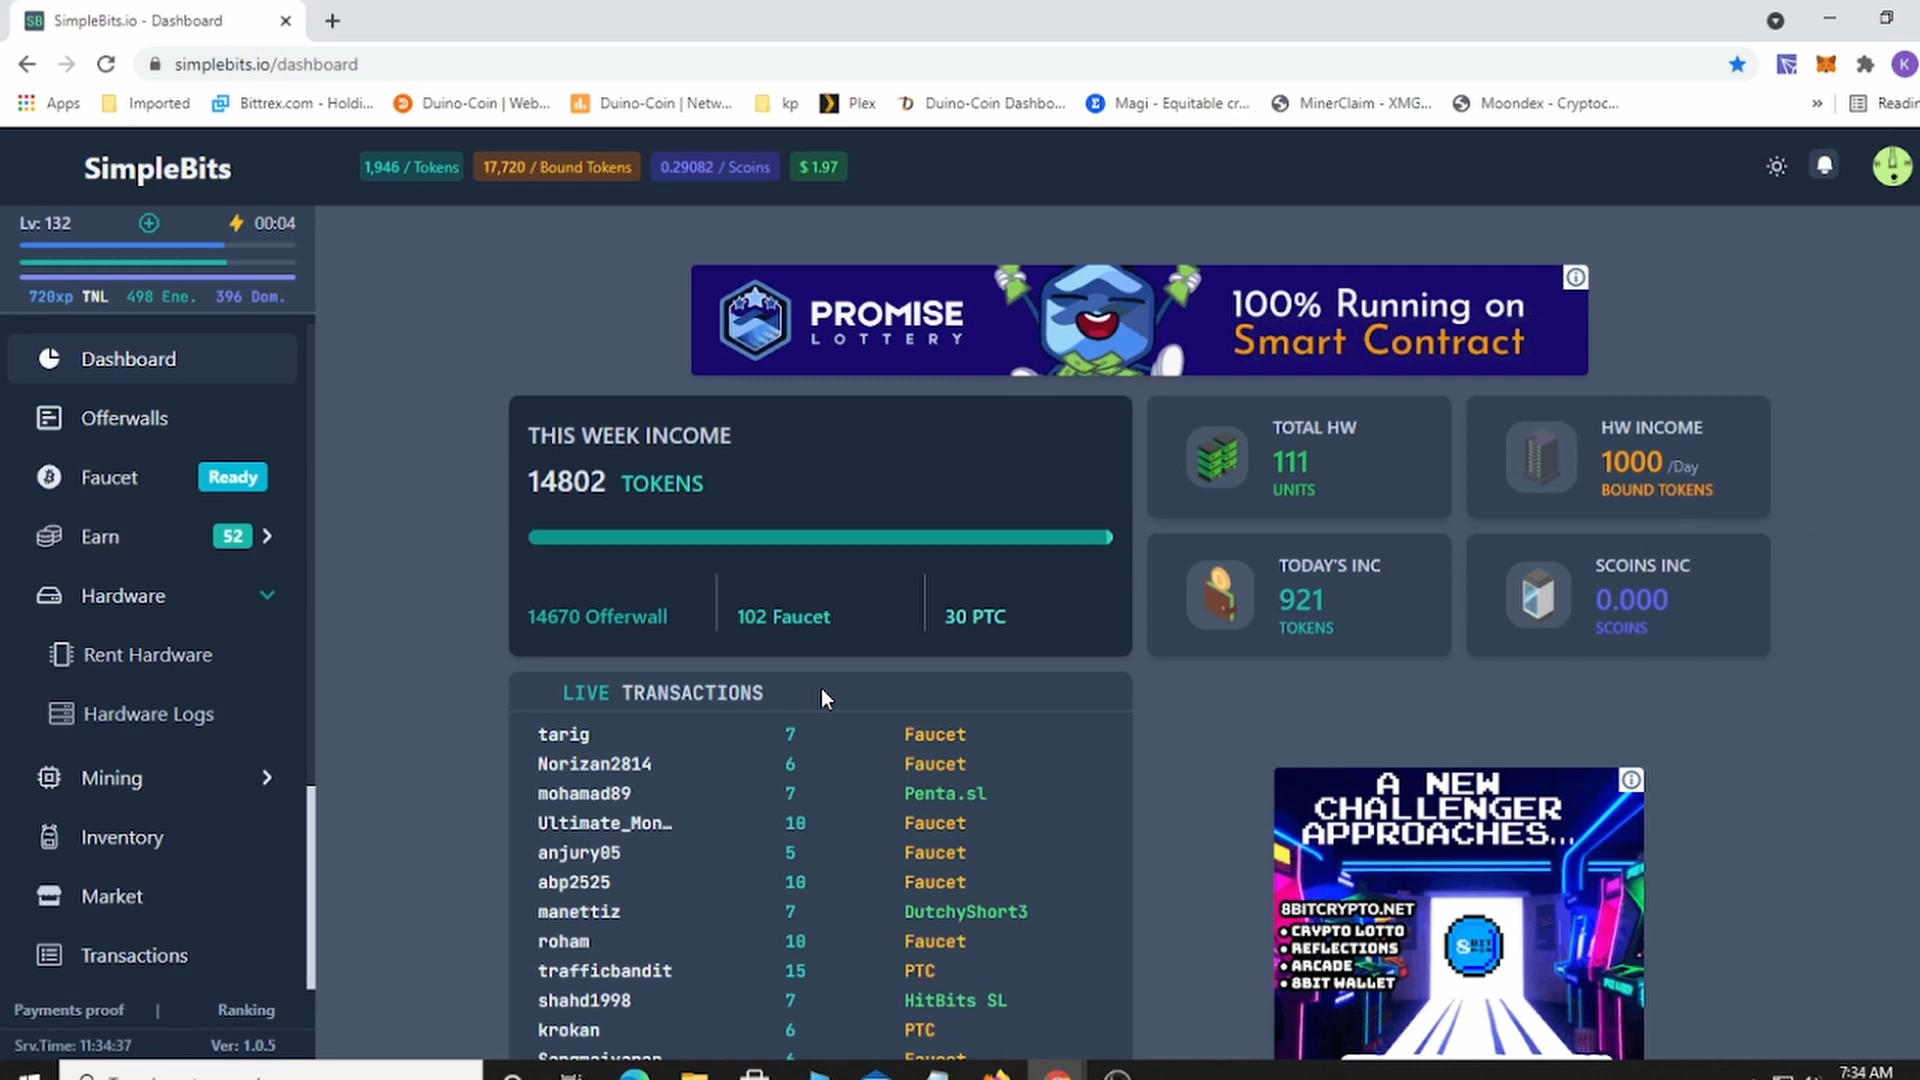 SimpleBits.io - Dashboard
simplebits.io/dashboard
K
Apps Imported Bittrex.com - Holdi... Duino-Coin | Web... Duino-Coin | Netw... kp Plex Duino-Coin Dashbo... Magi - Equitable cr... MinerClaim - XMG... Moondex - Cryptoc... » Readin
SimpleBits
1,946 / Tokens 17,720 / Bound Tokens 0.29082 / Scoins $ 1.97
Lv: 132 00:04
720xp TNL 498 Ene. 396 Dom.
Dashboard
Offerwalls
Faucet Ready
Earn 52
Hardware
Rent Hardware
Hardware Logs
Mining
Inventory
Market
Transactions
Payments proof | Ranking
Srv.Time: 11:34:37 Ver: 1.0.5
PROMISE
LOTTERY
100% Running on
Smart Contract
THIS WEEK INCOME
14802 TOKENS
14670 Offerwall 102 Faucet 30 PTC
TOTAL HW
111
UNITS
HW INCOME
1000 /Day
BOUND TOKENS
TODAY'S INC
921
TOKENS
SCOINS INC
0.000
SCOINS
LIVE TRANSACTIONS
tarig 7 Faucet
Norizan2814 6 Faucet
mohamad89 7 Penta.sl
Ultimate_Mon… 10 Faucet
anjury05 5 Faucet
abp2525 10 Faucet
manettiz 7 DutchyShort3
roham 10 Faucet
trafficbandit 15 PTC
shahd1998 7 HitBits SL
krokan 6 PTC
A NEW
CHALLENGER
APPROACHES...
8BITCRYPTO.NET
• CRYPTO LOTTO
• REFLECTIONS
• ARCADE
• 8BIT WALLET
8BIT
7:34 AM